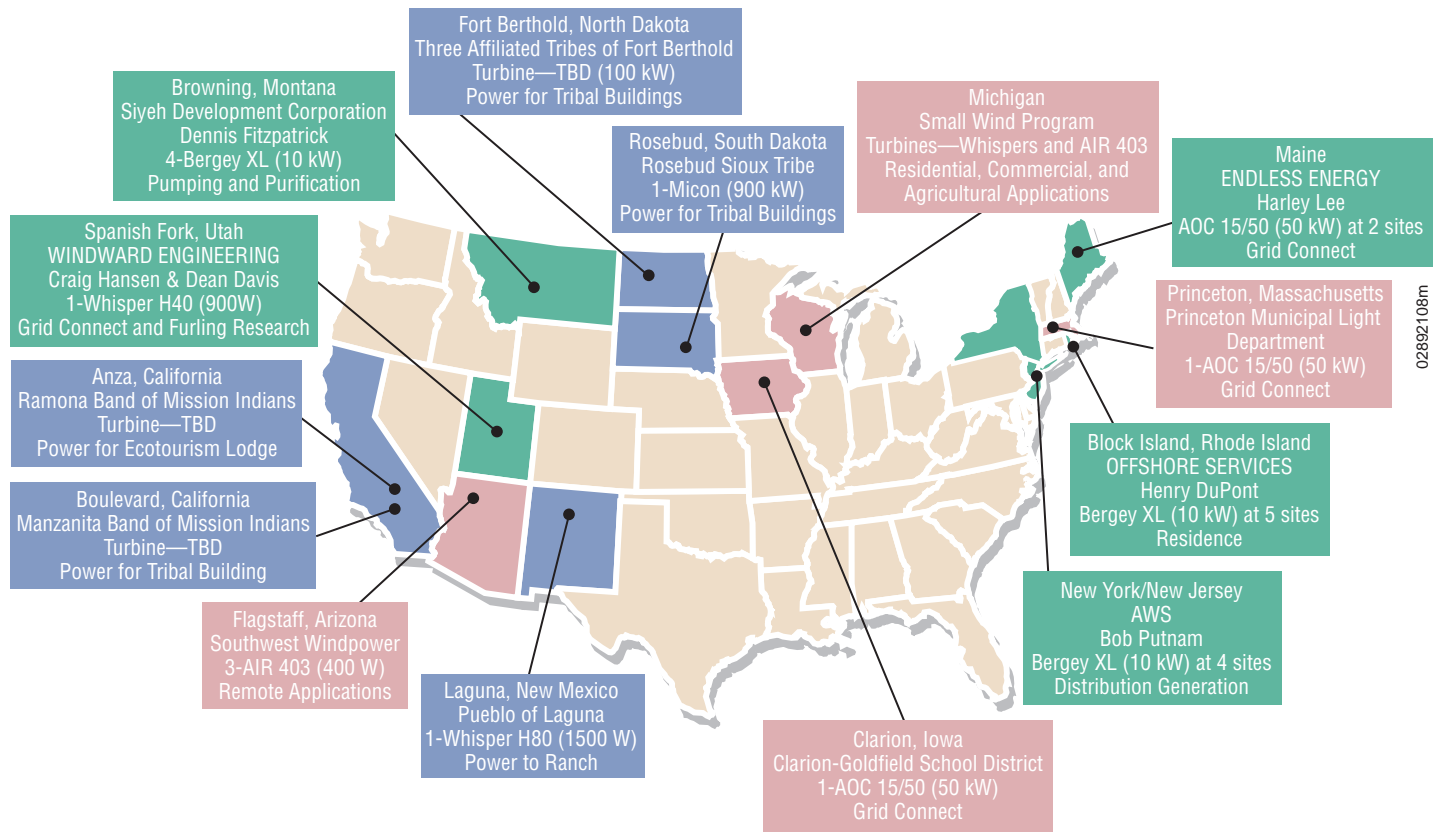 Fort Berthold, North Dakota
Three Affiliated Tribes of Fort Berthold
Turbine—TBD (100 kW)
Power for Tribal Buildings
Browning, Montana
Siyeh Development Corporation
Dennis Fitzpatrick
4-Bergey XL (10 kW)
Pumping and Purification
Rosebud, South Dakota
Rosebud Sioux Tribe
1-Micon (900 kW)
Power for Tribal Buildings
Michigan
Small Wind Program
Turbines—Whispers and AIR 403
Residential, Commercial, and
Agricultural Applications
Maine
ENDLESS ENERGY
Harley Lee
AOC 15/50 (50 kW) at 2 sites
Grid Connect
Spanish Fork, Utah
WINDWARD ENGINEERING
Craig Hansen & Dean Davis
1-Whisper H40 (900W)
Grid Connect and Furling Research
Princeton, Massachusetts
Princeton Municipal Light
Department
1-AOC 15/50 (50 kW)
Grid Connect
02892108m
Anza, California
Ramona Band of Mission Indians
Turbine—TBD
Power for Ecotourism Lodge
Block Island, Rhode Island
OFFSHORE SERVICES
Henry DuPont
Bergey XL (10 kW) at 5 sites
Residence
Boulevard, California
Manzanita Band of Mission Indians
Turbine—TBD
Power for Tribal Building
New York/New Jersey
AWS
Bob Putnam
Bergey XL (10 kW) at 4 sites
Distribution Generation
Flagstaff, Arizona
Southwest Windpower
3-AIR 403 (400 W)
Remote Applications
Laguna, New Mexico
Pueblo of Laguna
1-Whisper H80 (1500 W)
Power to Ranch
Clarion, Iowa
Clarion-Goldfield School District
1-AOC 15/50 (50 kW)
Grid Connect